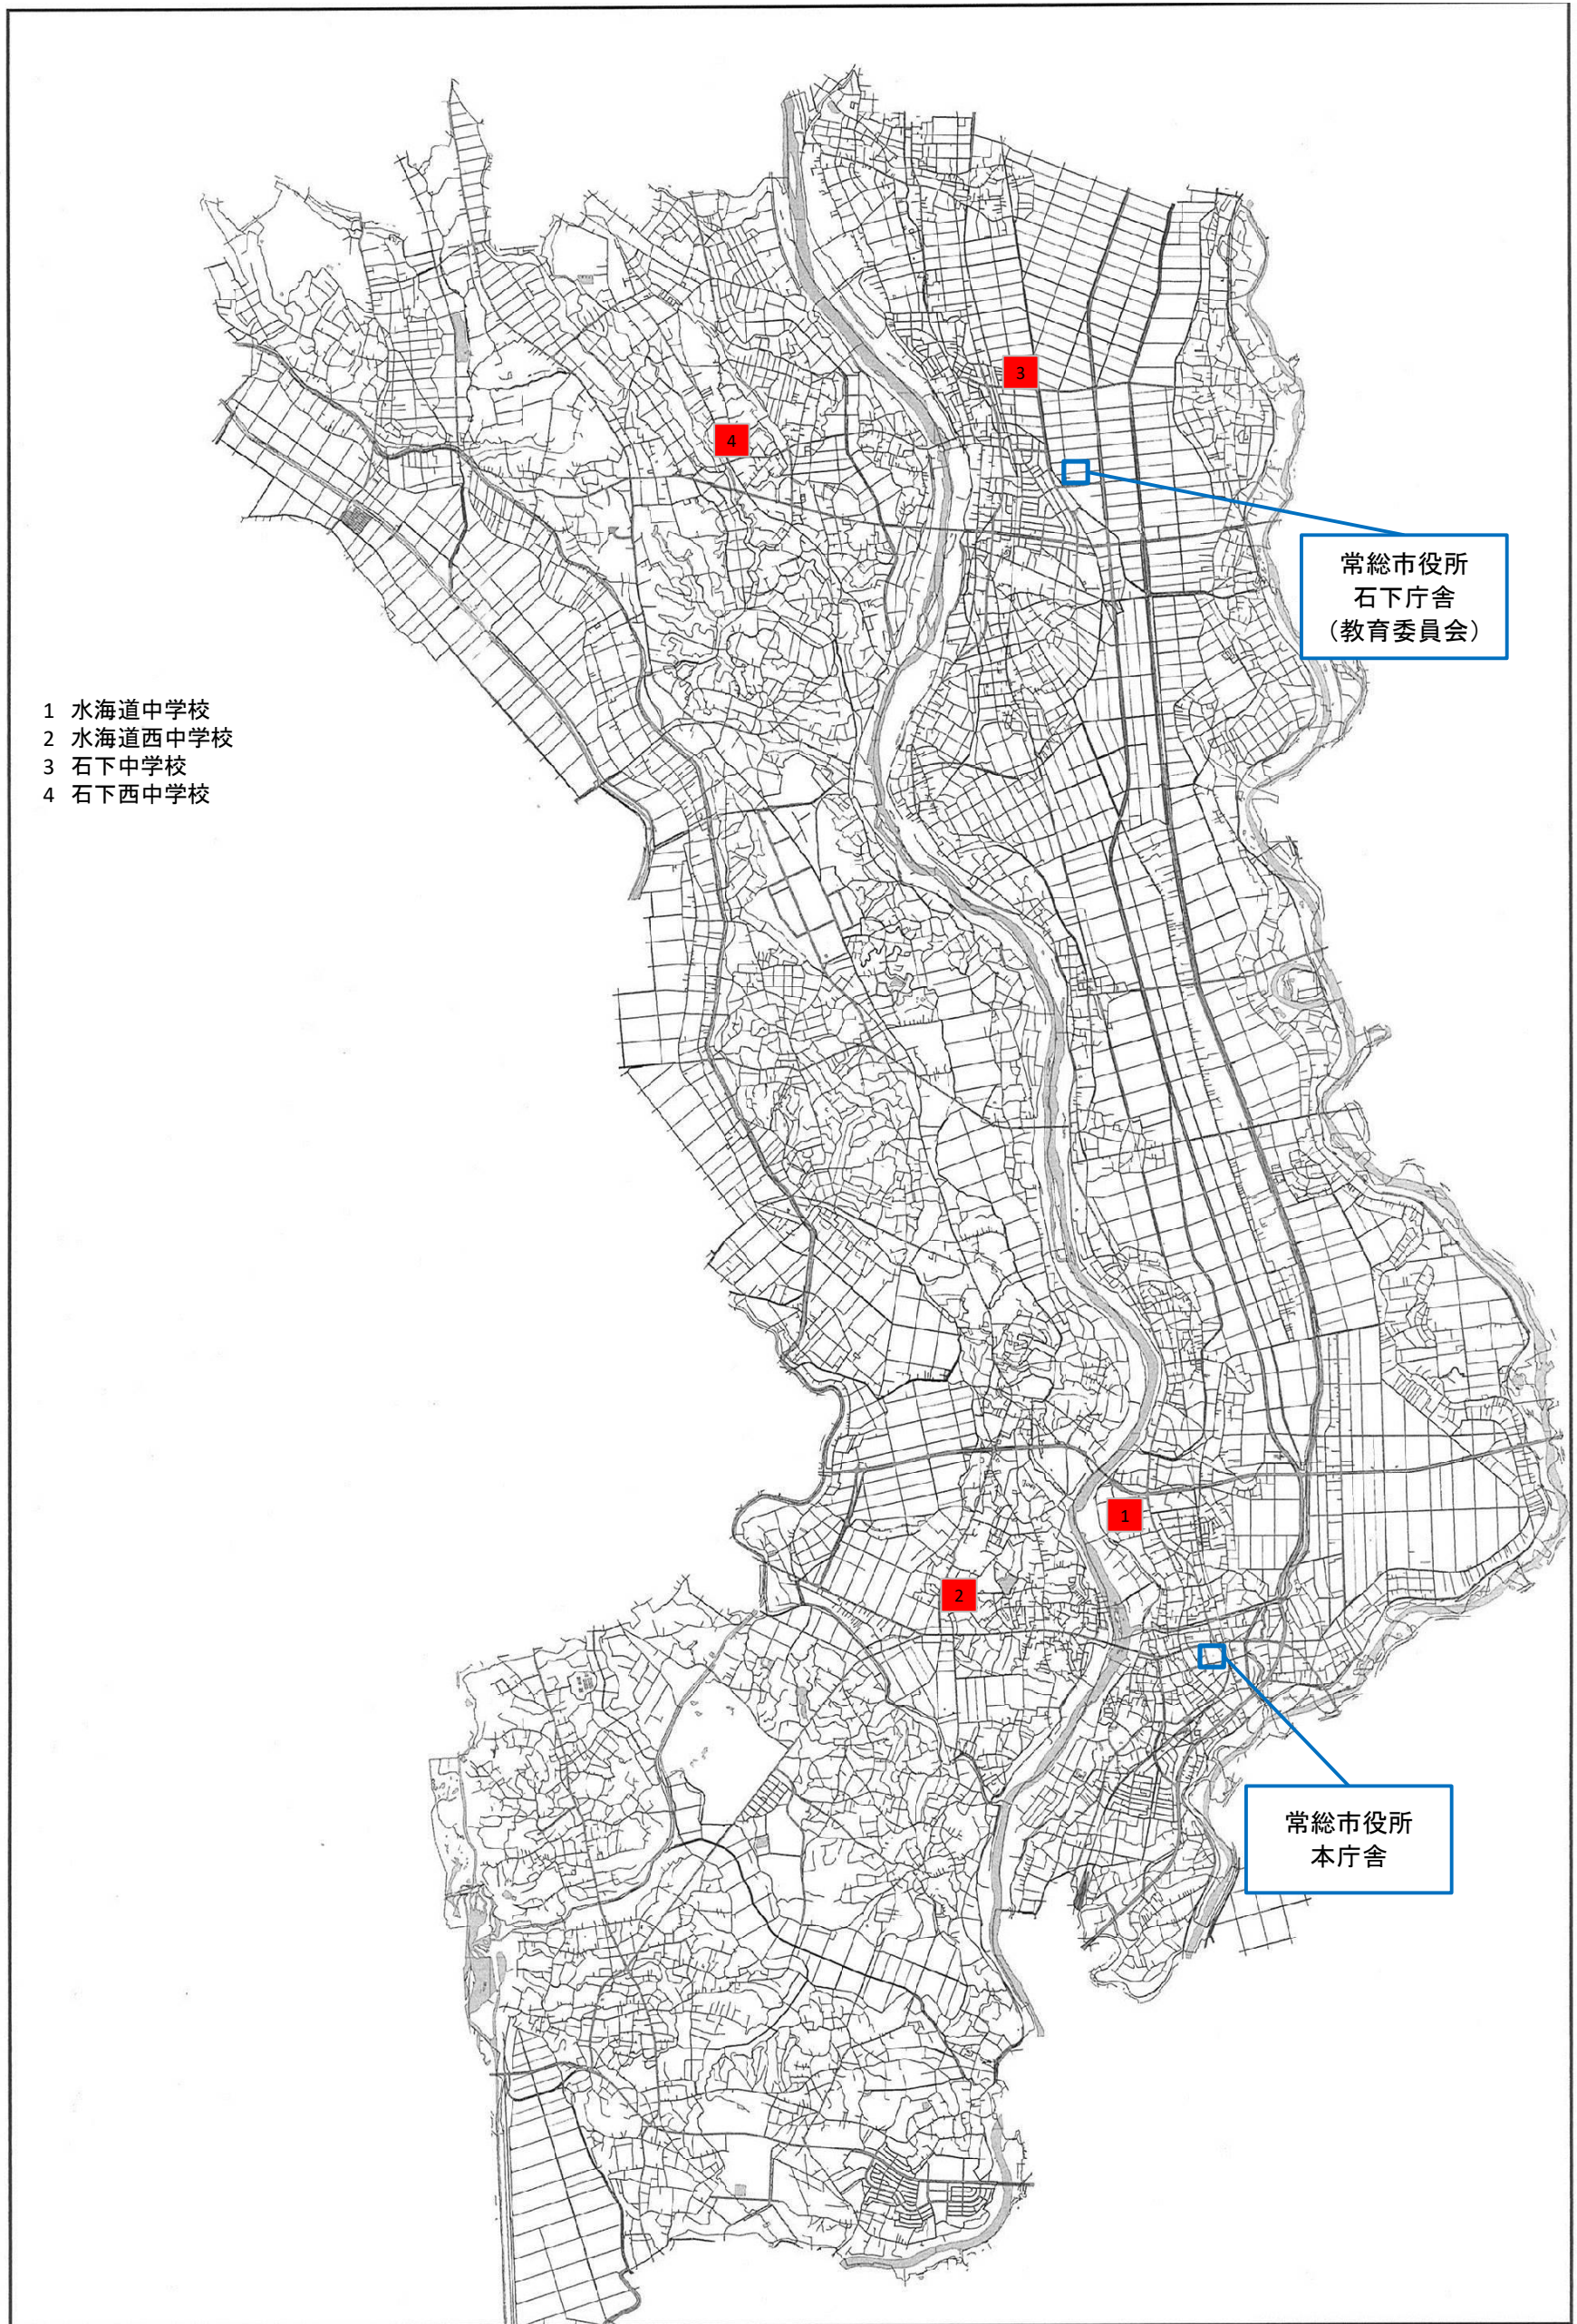 3
4
常総市役所
石下庁舎
（教育委員会）
1 水海道中学校
2 水海道西中学校
3 石下中学校
4 石下西中学校
1
2
常総市役所
本庁舎